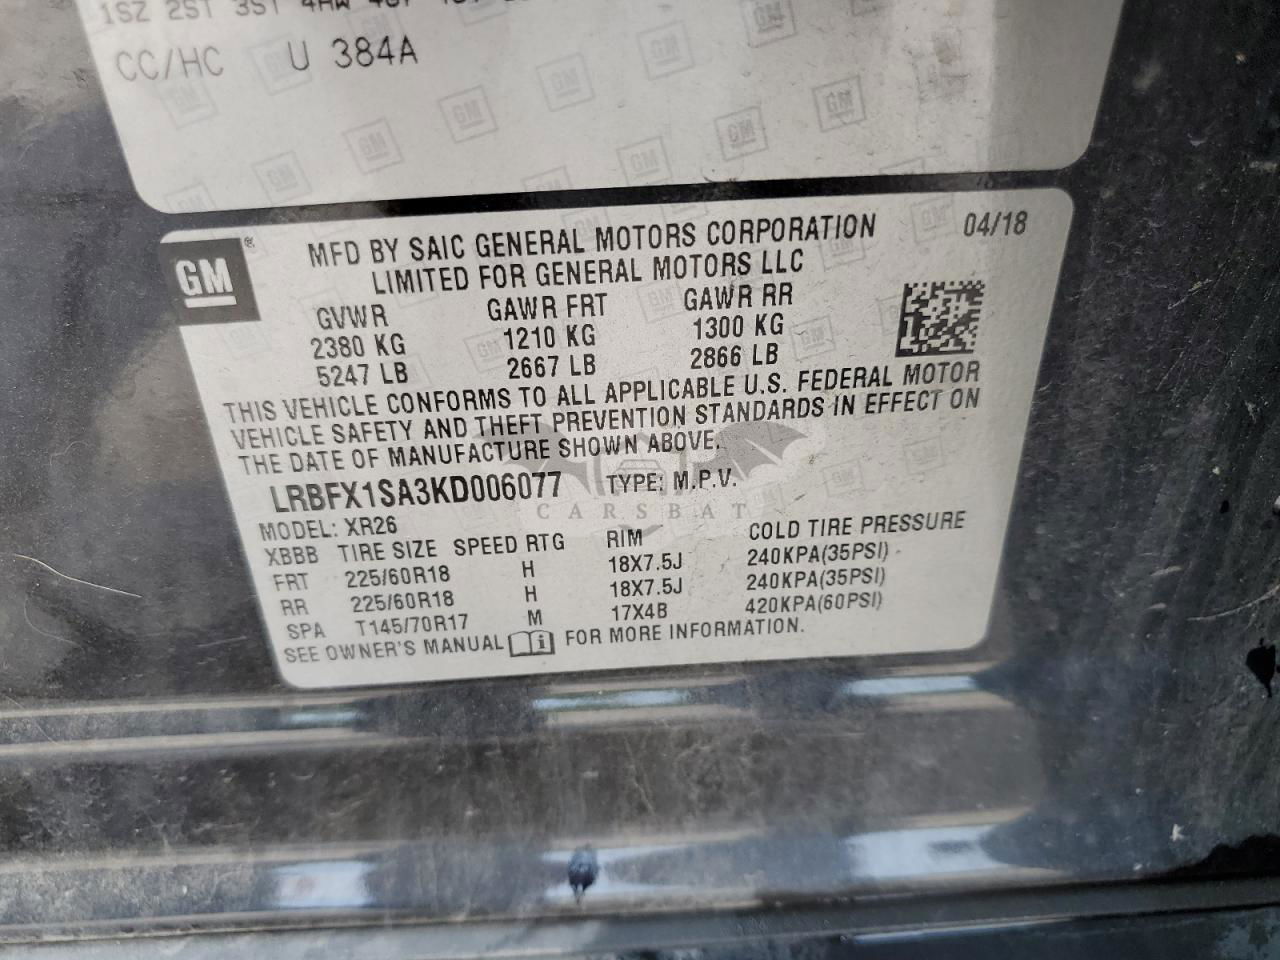 1SZ 2ST 3ST 4AW
CC/HC U 384A
GM
MFD BY SAIC GENERAL MOTORS CORPORATION 04/18
LIMITED FOR GENERAL MOTORS LLC
GVWR GAWR FRT GAWR RR
2380 KG 1210 KG 1300 KG
5247 LB 2667 LB 2866 LB
THIS VEHICLE CONFORMS TO ALL APPLICABLE U.S. FEDERAL MOTOR
VEHICLE SAFETY AND THEFT PREVENTION STANDARDS IN EFFECT ON
THE DATE OF MANUFACTURE SHOWN ABOVE.
LRBFX1SA3KD006077 TYPE: M.P.V.
CARSBAT
MODEL: XR26
XBBB TIRE SIZE SPEED RTG RIM COLD TIRE PRESSURE
FRT 225/60R18 H 18X7.5J 240KPA(35PSI)
RR 225/60R18 H 18X7.5J 240KPA(35PSI)
SPA T145/70R17 M 17X4B 420KPA(60PSI)
SEE OWNER'S MANUAL FOR MORE INFORMATION.